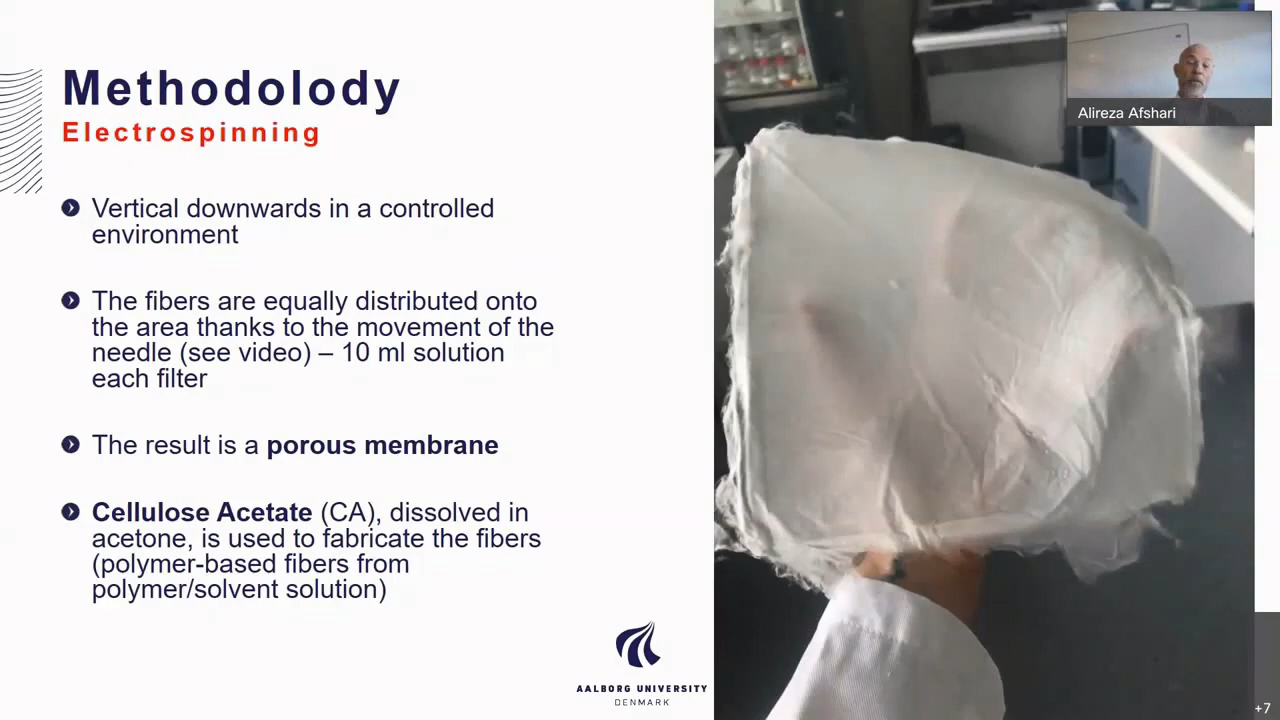 Methodolody
Electrospinning
Vertical downwards in a controlled
environment
The fibers are equally distributed onto
the area thanks to the movement of the
needle (see video) – 10 ml solution
each filter
The result is a porous membrane
Cellulose Acetate (CA), dissolved in
acetone, is used to fabricate the fibers
(polymer-based fibers from
polymer/solvent solution)
AALBORG UNIVERSITY
DENMARK
Alireza Afshari
+7